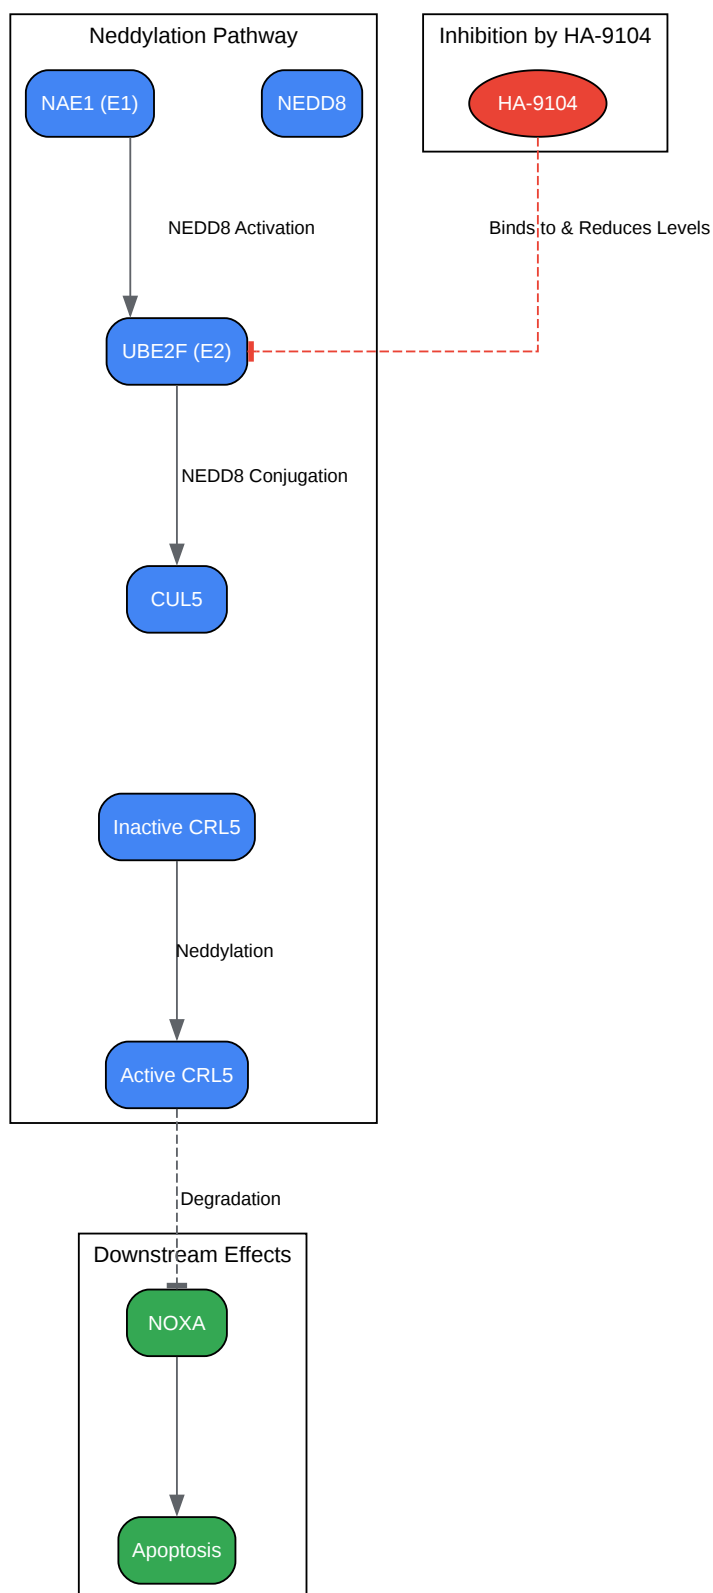 Neddylation Pathway
Inhibition by HA-9104
NAE1 (E1)
NEDD8
HA-9104
NEDD8 Activation
Binds to & Reduces Levels
UBE2F (E2)
NEDD8 Conjugation
CUL5
Inactive CRL5
Neddylation
Active CRL5
Degradation
Downstream Effects
NOXA
Apoptosis